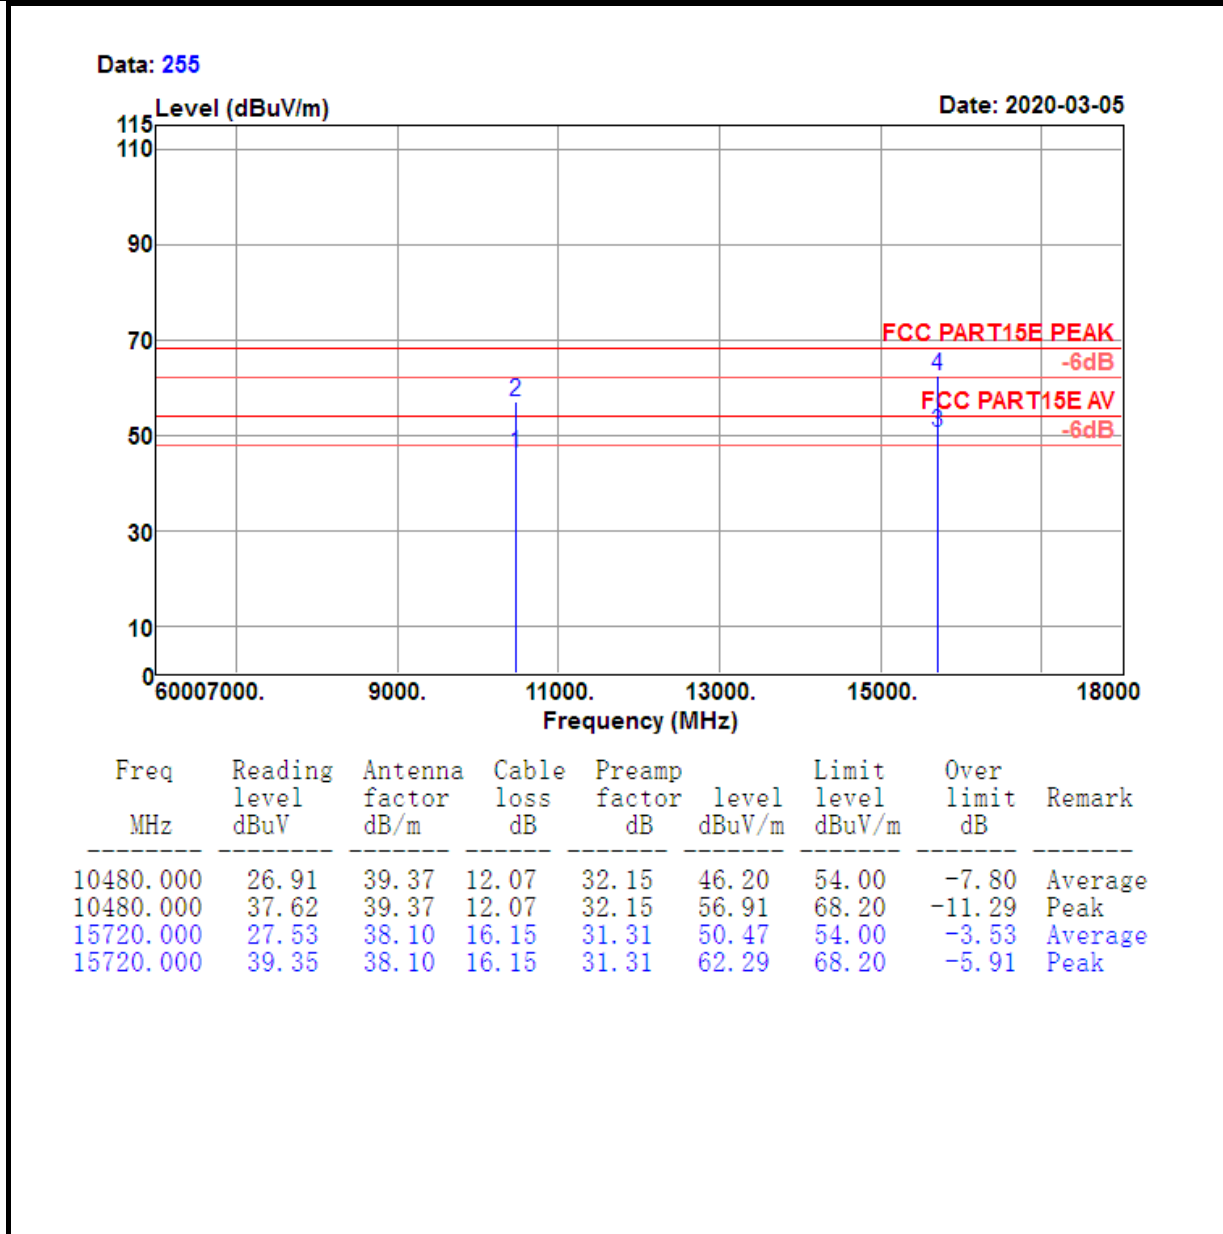 Data: 255
Level (dBuV/m) Date: 2020-03-05
115
110
90
70
FCC PART15E PEAK
4 -6dB
2
FCC PART15E AV
3
50 1 -6dB
30
10
0
6000 7000. 9000. 11000. 13000. 15000. 18000
Frequency (MHz)
Freq Reading Antenna Cable Preamp Limit Over
level factor loss factor level level limit Remark
MHz dBuV dB/m dB dB dBuV/m dBuV/m dB
-------- -------- ------- ------ ------- ------- ------- ------- -------
10480.000 26.91 39.37 12.07 32.15 46.20 54.00 -7.80 Average
10480.000 37.62 39.37 12.07 32.15 56.91 68.20 -11.29 Peak
15720.000 27.53 38.10 16.15 31.31 50.47 54.00 -3.53 Average
15720.000 39.35 38.10 16.15 31.31 62.29 68.20 -5.91 Peak